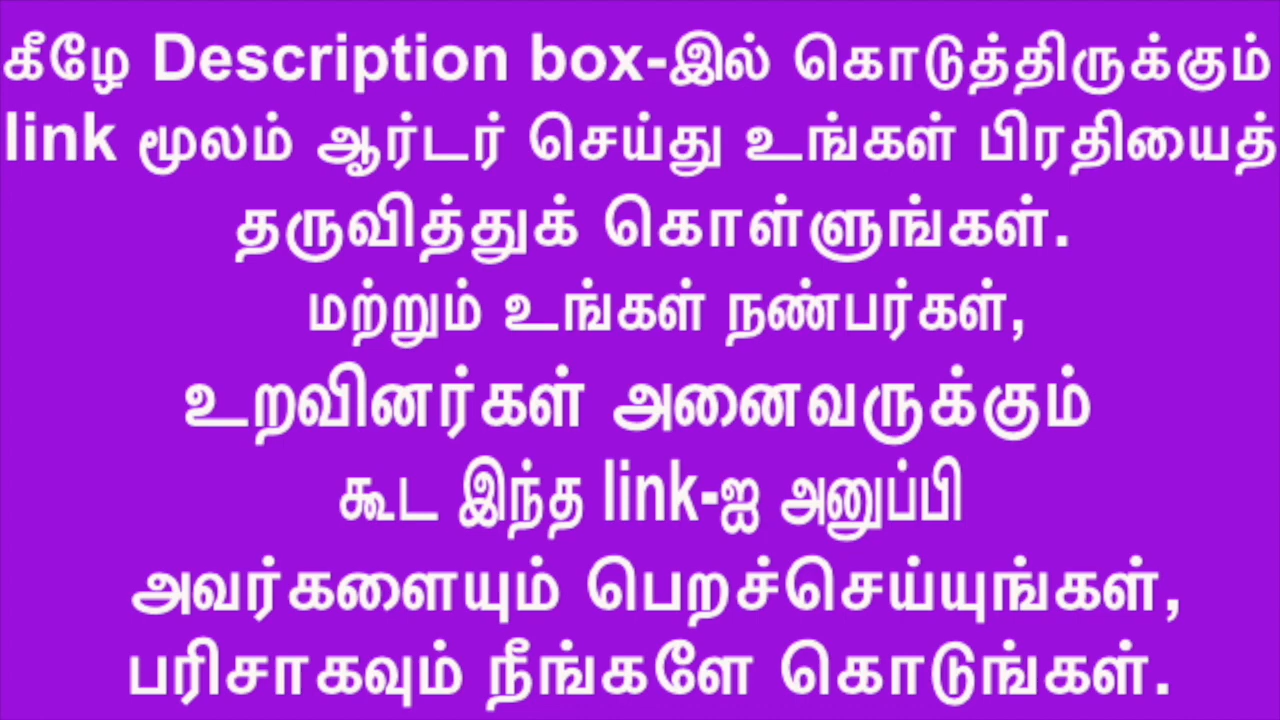 கீழே Description box-இல் கொடுத்திருக்கும்
link மூலம் ஆர்டர் செய்து உங்கள் பிரதியைத்
தருவித்துக் கொள்ளுங்கள்.
மற்றும் உங்கள் நண்பர்கள்,
உறவினர்கள் அனைவருக்கும்
கூட இந்த link-ஐ அனுப்பி
அவர்களையும் பெறச்செய்யுங்கள்,
பரிசாகவும் நீங்களே கொடுங்கள்.